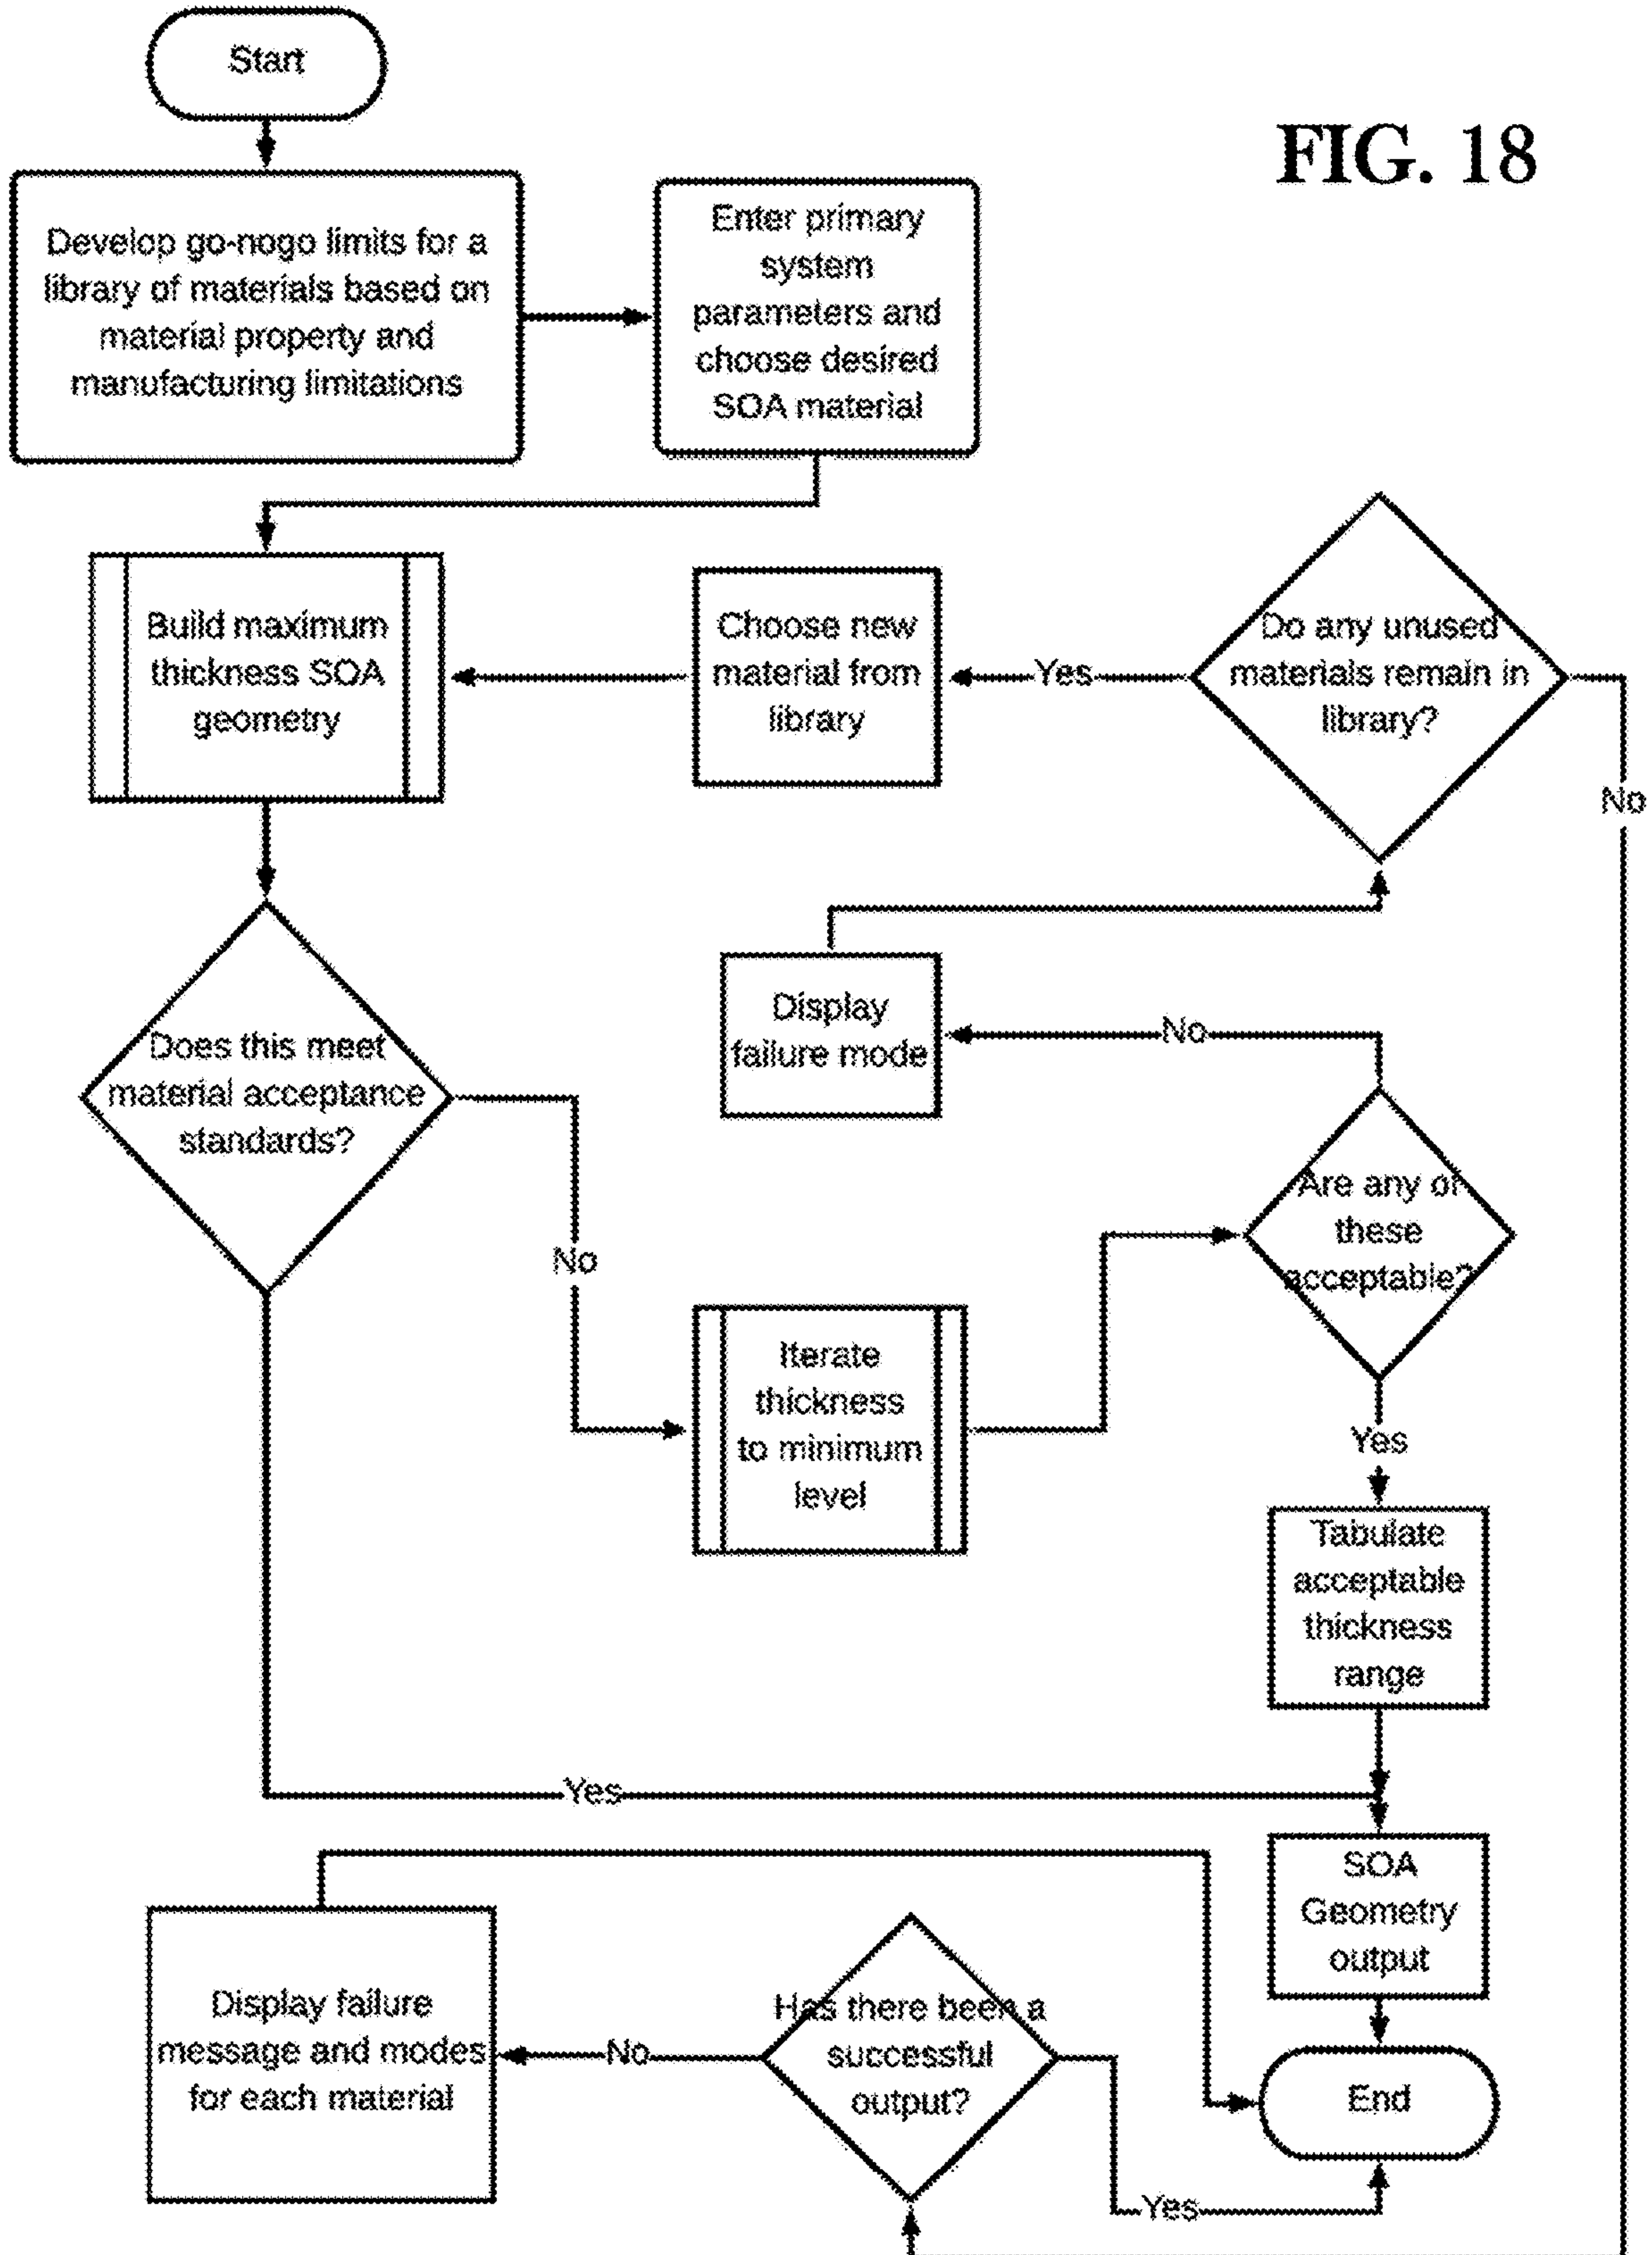 Start
FIG. 18
Develop go-nogo limits for a
library of materials based on
material property and
manufacturing limitations
Enter primary
system
parameters and
choose desired
SOA material
Build maximum
thickness SOA
geometry
Choose new
material from
library
Yes
Do any unused
materials remain in
library?
No
Does this meet
material acceptance
standards?
Display
failure mode
No
Are any of
these
acceptable?
No
Iterate
thickness
to minimum
level
Yes
Tabulate
acceptable
thickness
range
Yes
SOA
Geometry
output
Display failure
message and modes
for each material
No
Has there been a
successful
output?
End
Yes